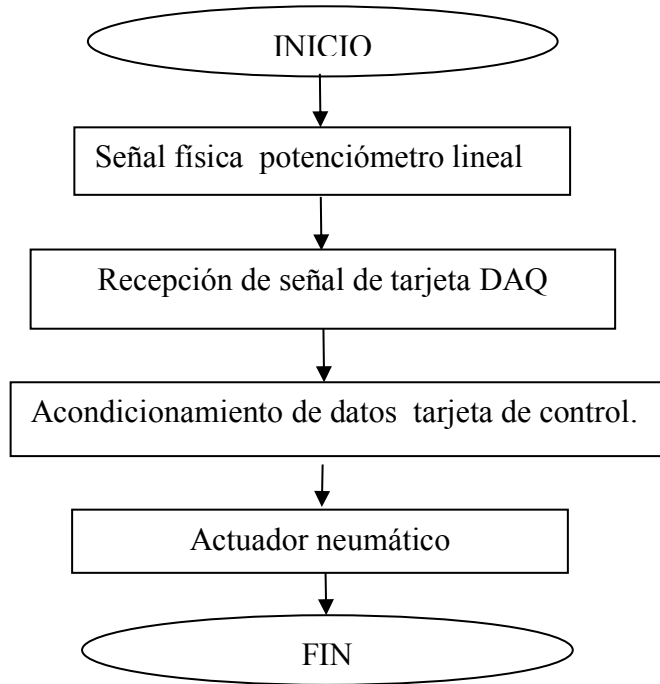 INICIO
Señal física potenciómetro lineal
Recepción de señal de tarjeta DAQ
Acondicionamiento de datos tarjeta de control.
Actuador neumático
FIN